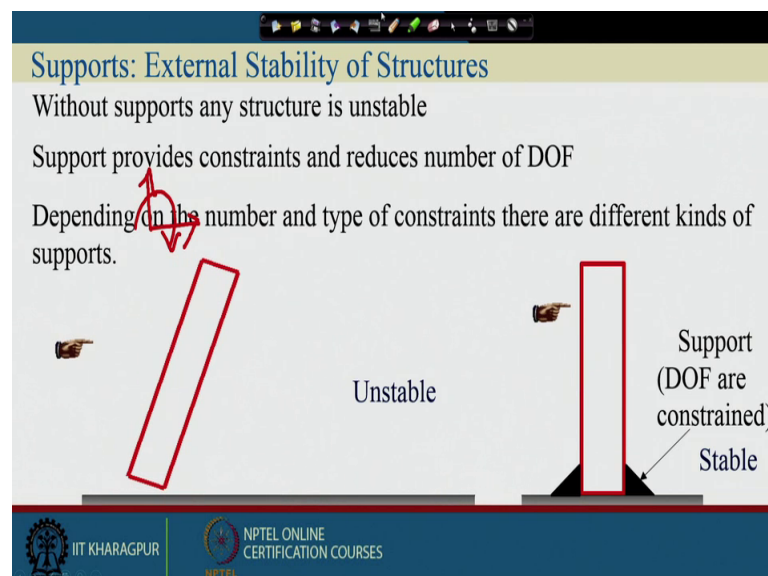 Supports: External Stability of Structures
Without supports any structure is unstable
Support provides constraints and reduces number of DOF
Depending on the number and type of constraints there are different kinds of
supports.
Unstable
Support
(DOF are
constrained)
Stable
IIT KHARAGPUR
NPTEL ONLINE
CERTIFICATION COURSES
NPTEL